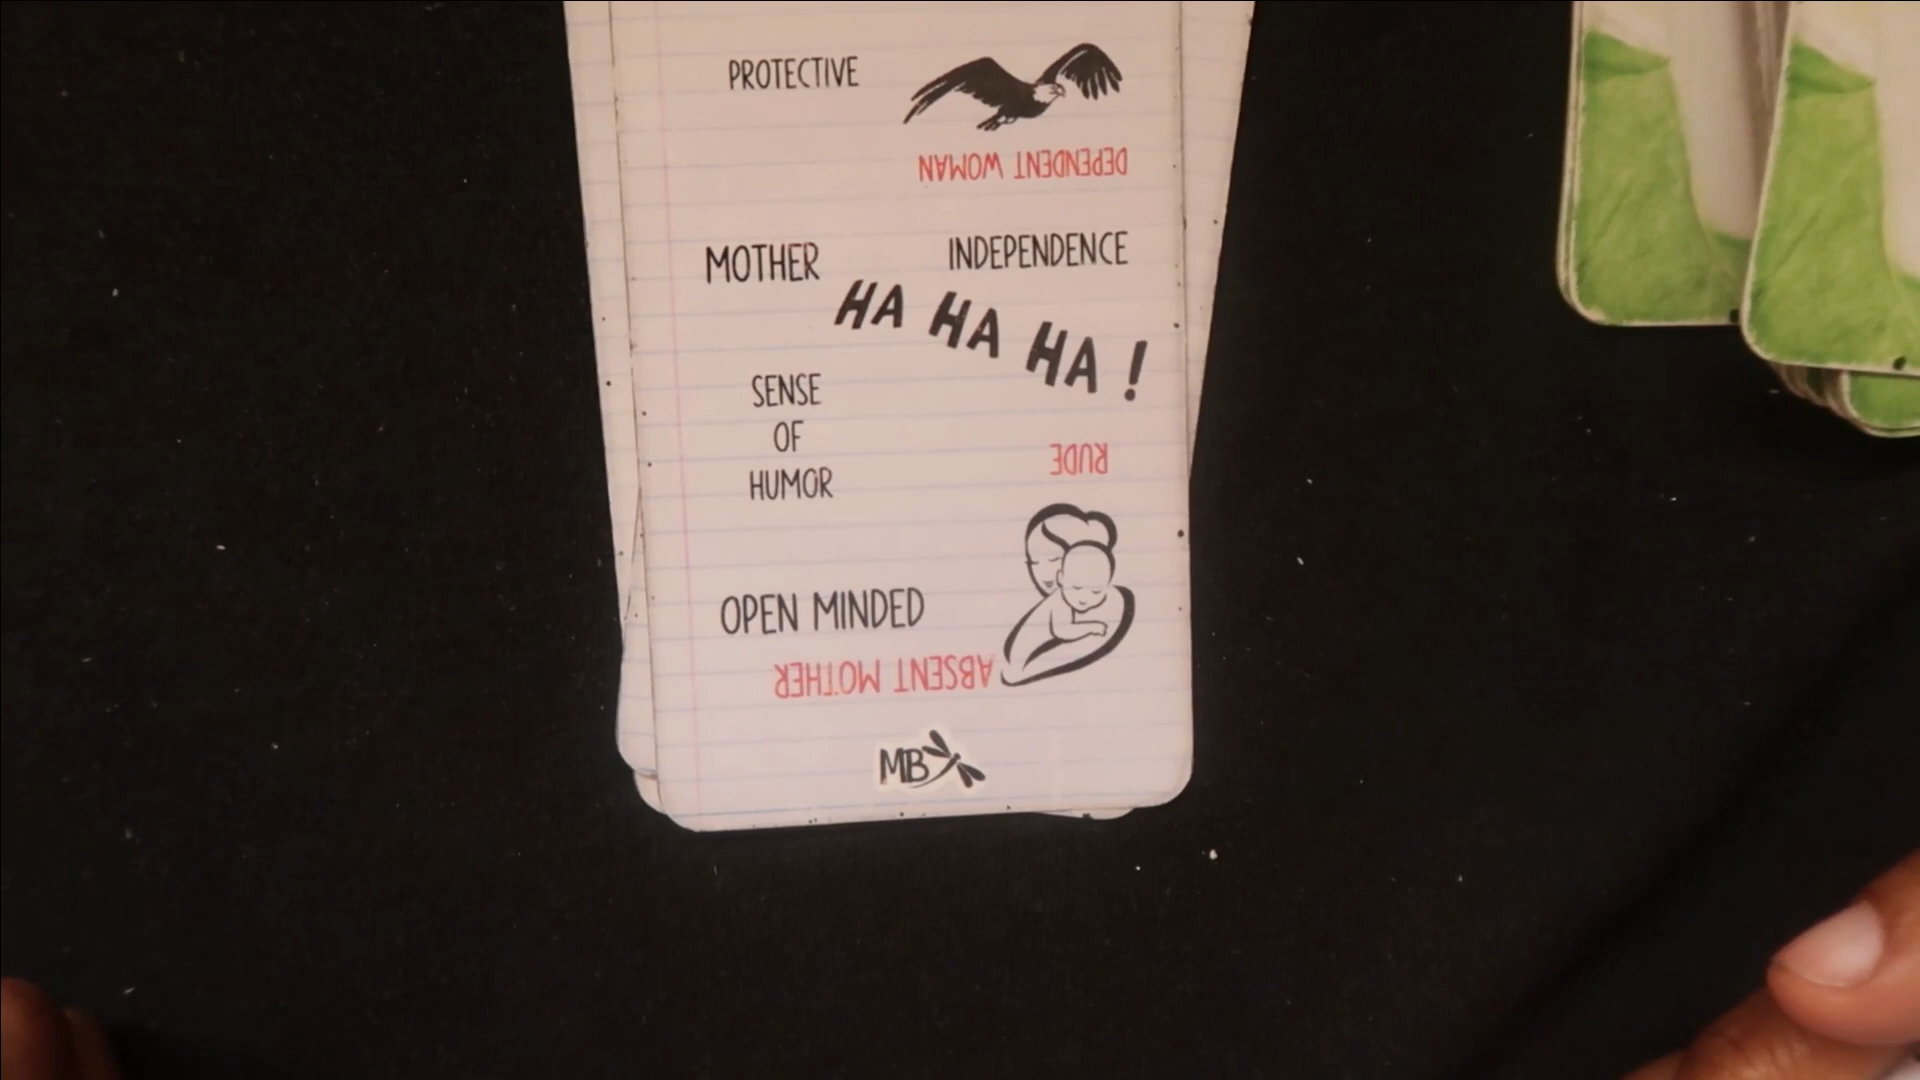 PROTECTIVE
DEPENDENT WOMAN
MOTHER
INDEPENDENCE
HA HA HA !
SENSE
OF
HUMOR
RUDE
OPEN MINDED
ABSENT MOTHER
MB